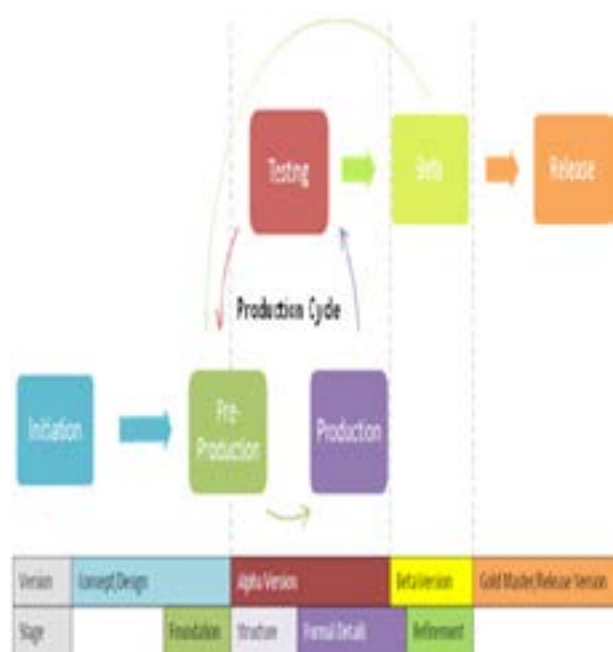 Testing
Beta
Release
Production Cycle
Initiation
Pre-
Production
Production
Version
Concept/Design
Alpha Version
Beta Version
Gold Master/Release Version
Stage
Foundation
Structure
Formal Details
Refinement